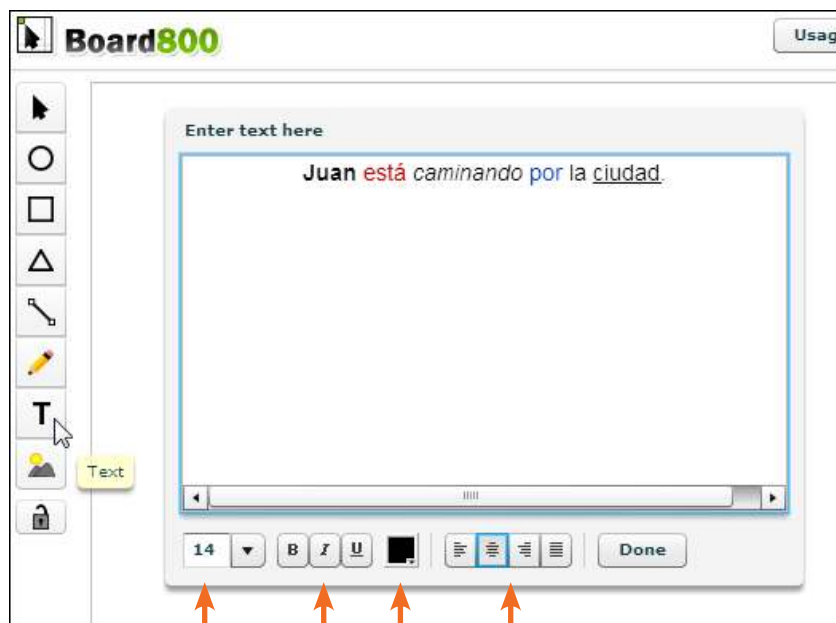 Board800
Usag
Enter text here
Juan está caminando por la ciudad.
T
Text
14
B I U
Done